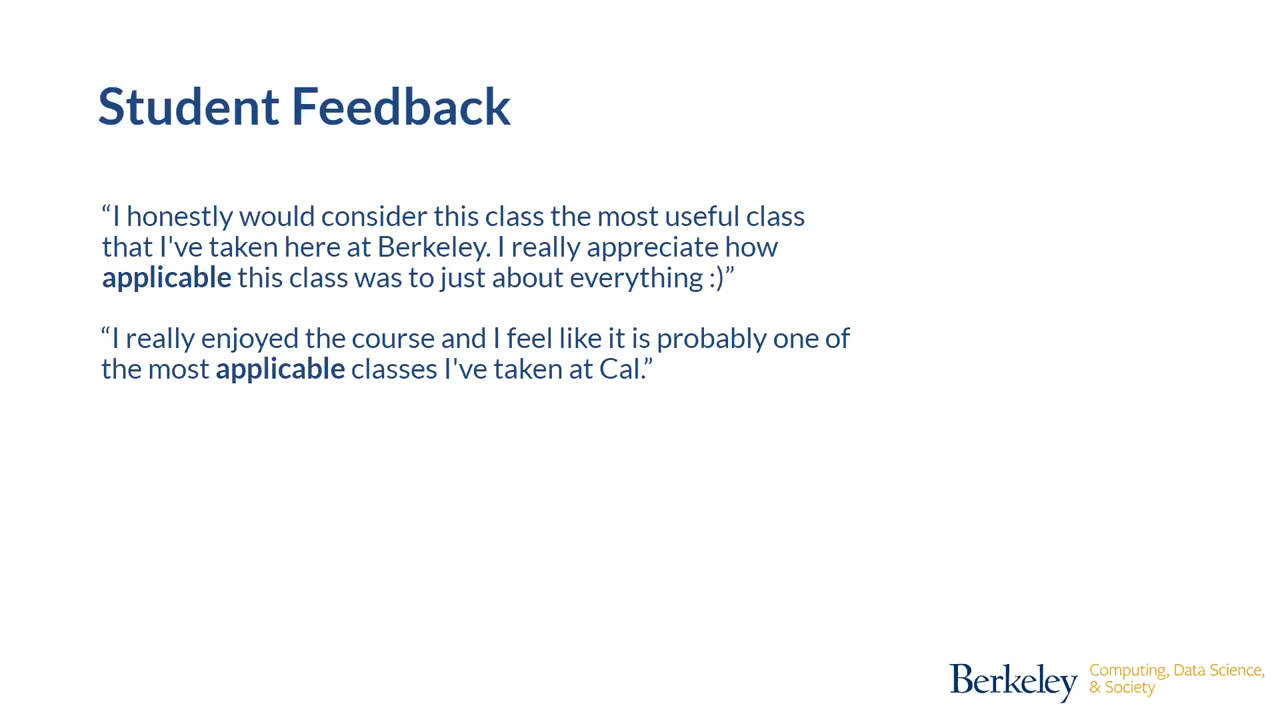 Student Feedback
“I honestly would consider this class the most useful class
that I've taken here at Berkeley. I really appreciate how
applicable this class was to just about everything :)”
“I really enjoyed the course and I feel like it is probably one of
the most applicable classes I've taken at Cal.”
Berkeley
Computing, Data Science,
& Society